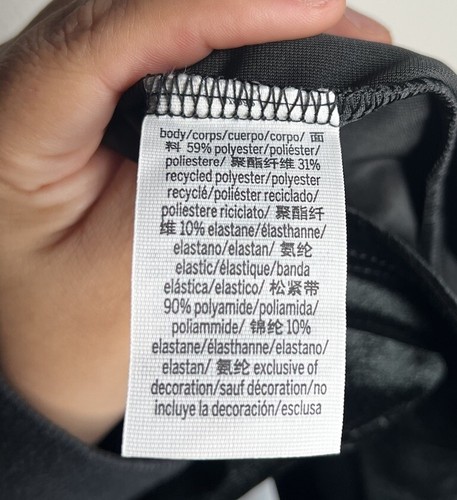 body/corps/cuerpo/corpo/ 面
料 59% polyester/poliéster/
poliestere/ 聚酯纤维 31%
recycled polyester/polyester
recyclé/poliéster reciclado/
poliestere riciclato/ 聚酯纤
维 10% elastane/élasthanne/
elastano/elastan/ 氨纶
elastic/élastique/banda
elástica/elastico/ 松紧带
90% polyamide/poliamida/
poliammide/ 锦纶 10%
elastane/élasthanne/elastano/
elastan/ 氨纶 exclusive of
decoration/sauf décoration/no
incluye la decoración/esclusa